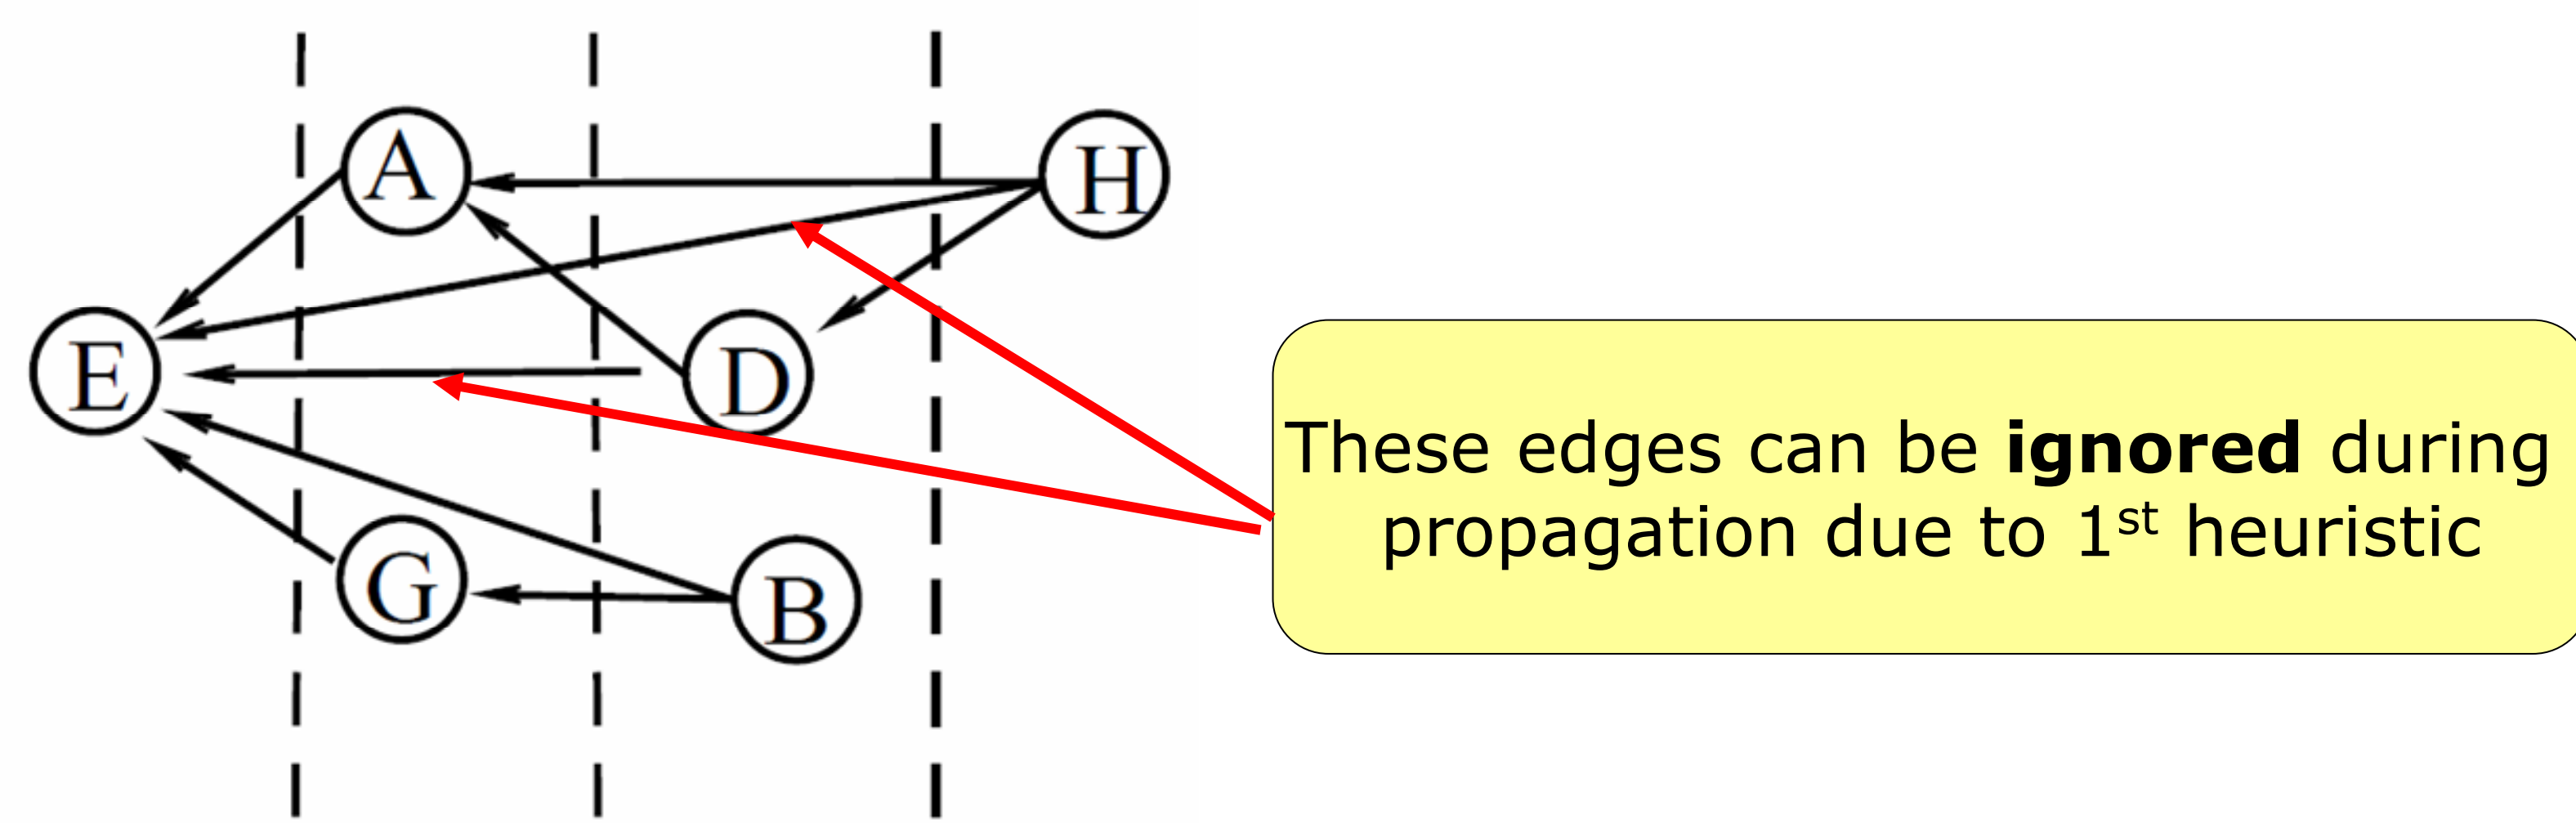 A
H
E
D
G
B
These edges can be ignored during
propagation due to 1st heuristic